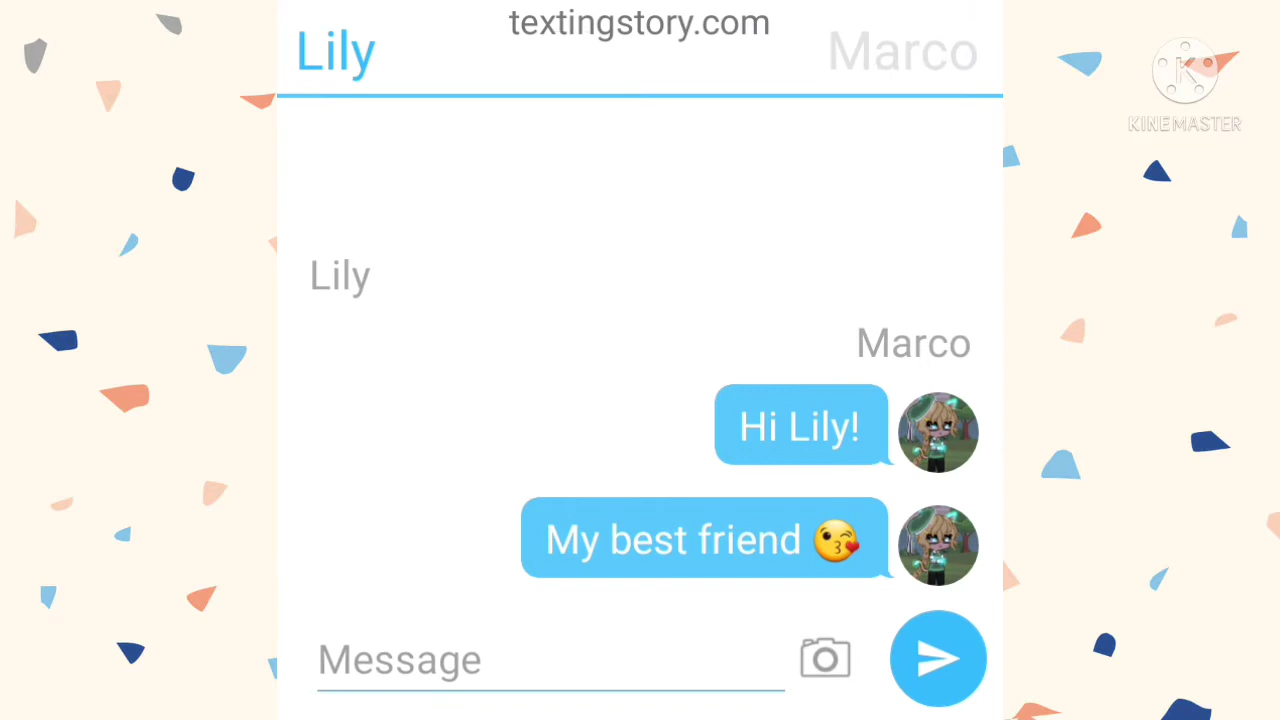 textingstory.com
Lily
Marco
KINEMASTER
Lily
Marco
Hi Lily!
My best friend 😘
Message